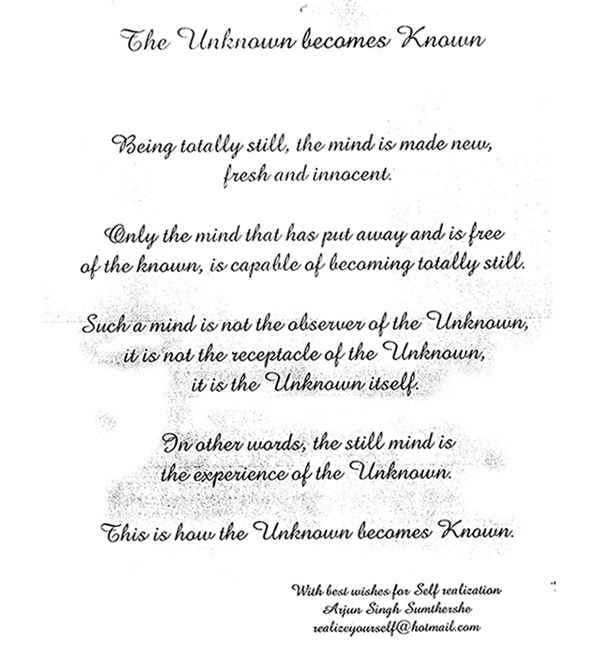 The Unknown becomes Known
Being totally still, the mind is made new,
fresh and innocent.
Only the mind that has put away and is free
of the known, is capable of becoming totally still.
Such a mind is not the observer of the Unknown,
it is not the receptacle of the Unknown,
it is the Unknown itself.
In other words, the still mind is
the experience of the Unknown.
This is how the Unknown becomes Known.
With best wishes for Self realization
Arjun Singh Sumthershe
realizeyourself@hotmail.com